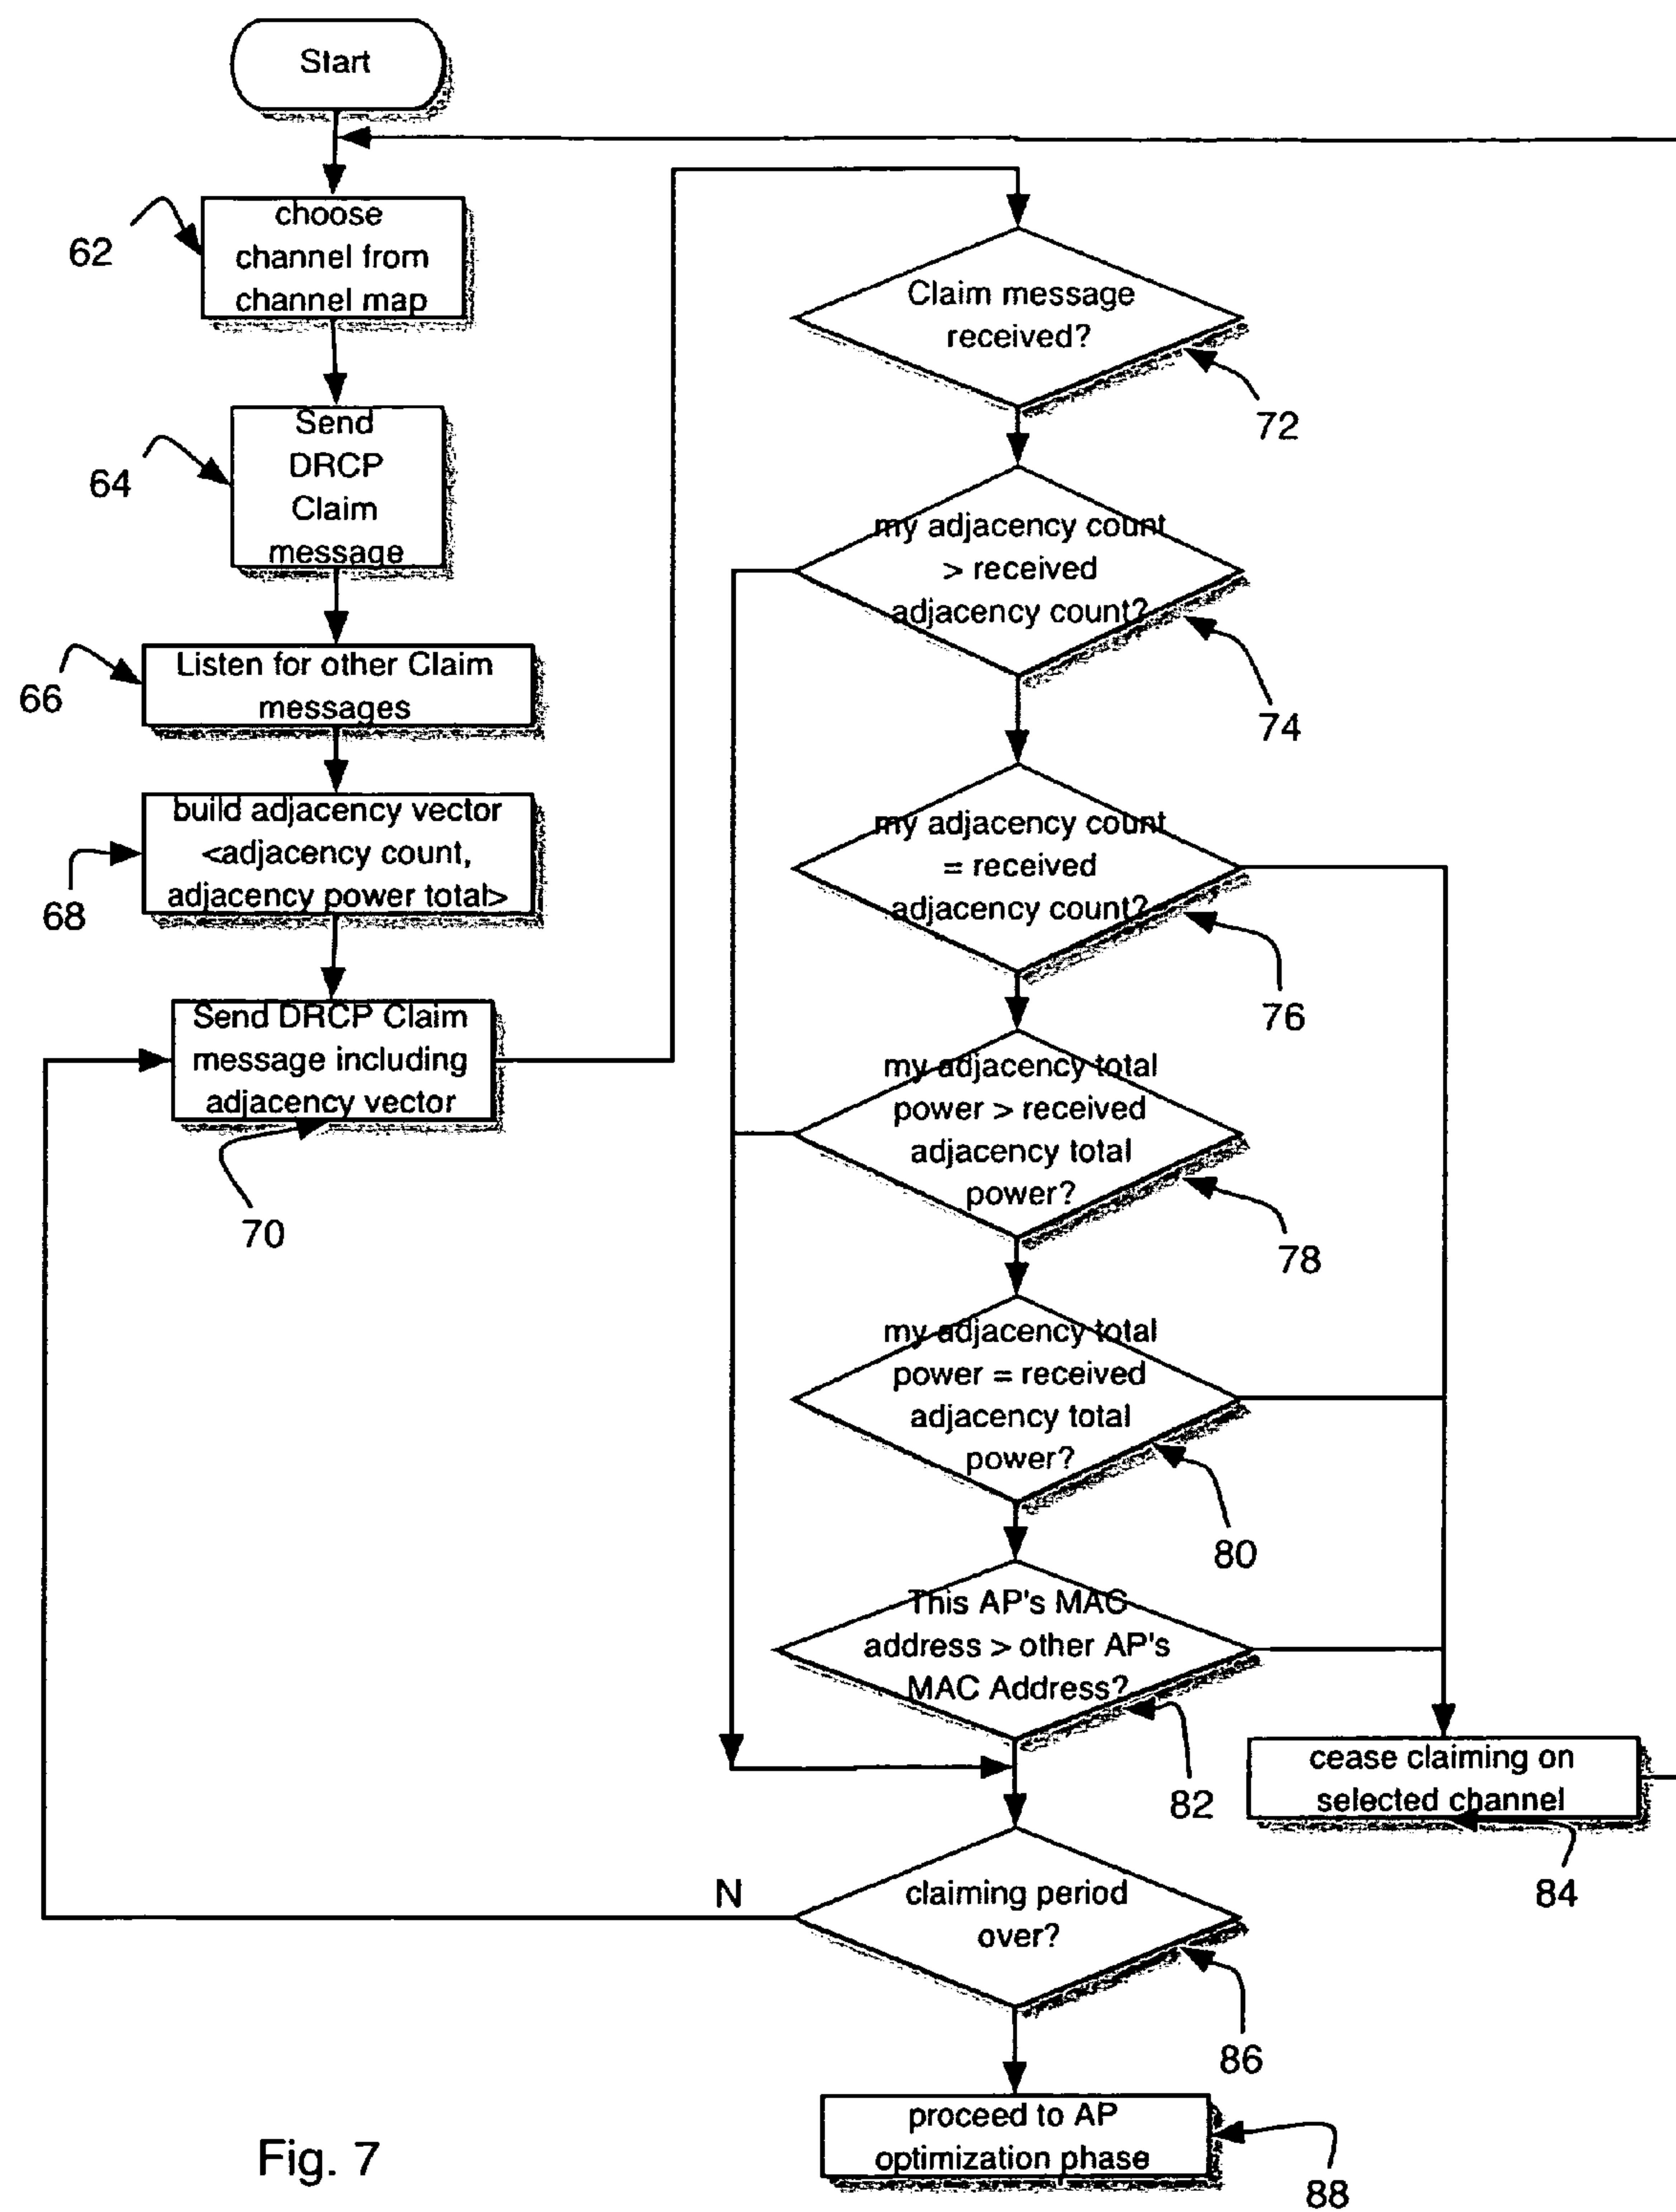 Start
choose
channel from
channel map
62
Send
DRCP
Claim
message
64
Listen for other Claim
messages
66
build adjacency vector
<adjacency count,
adjacency power total>
68
Send DRCP Claim
message including
adjacency vector
70
Claim message
received?
72
my adjacency count
> received
adjacency count?
74
my adjacency count
= received
adjacency count?
76
my adjacency total
power > received
adjacency total
power?
78
my adjacency total
power = received
adjacency total
power?
80
This AP's MAC
address > other AP's
MAC Address?
82
cease claiming on
selected channel
84
N
claiming period
over?
86
proceed to AP
optimization phase
88
Fig. 7